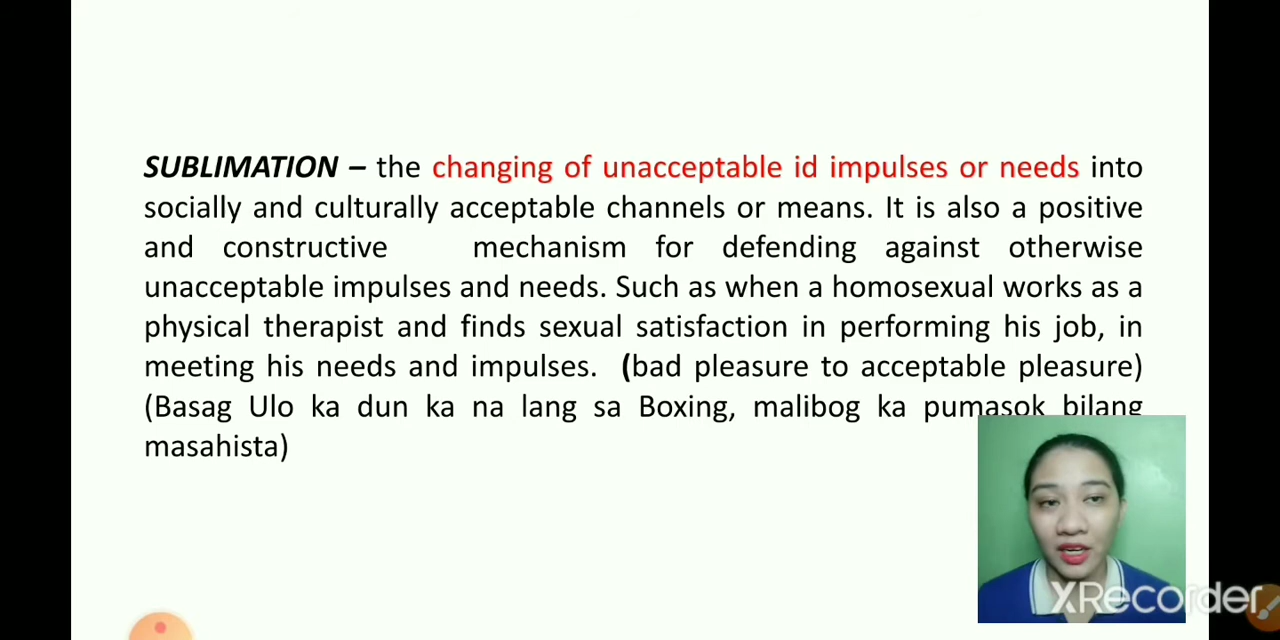 SUBLIMATION – the changing of unacceptable id impulses or needs into
socially and culturally acceptable channels or means. It is also a positive
and constructive mechanism for defending against otherwise
unacceptable impulses and needs. Such as when a homosexual works as a
physical therapist and finds sexual satisfaction in performing his job, in
meeting his needs and impulses. (bad pleasure to acceptable pleasure)
(Basag Ulo ka dun ka na lang sa Boxing, malibog ka pumasok bilang
masahista)
XRecorder